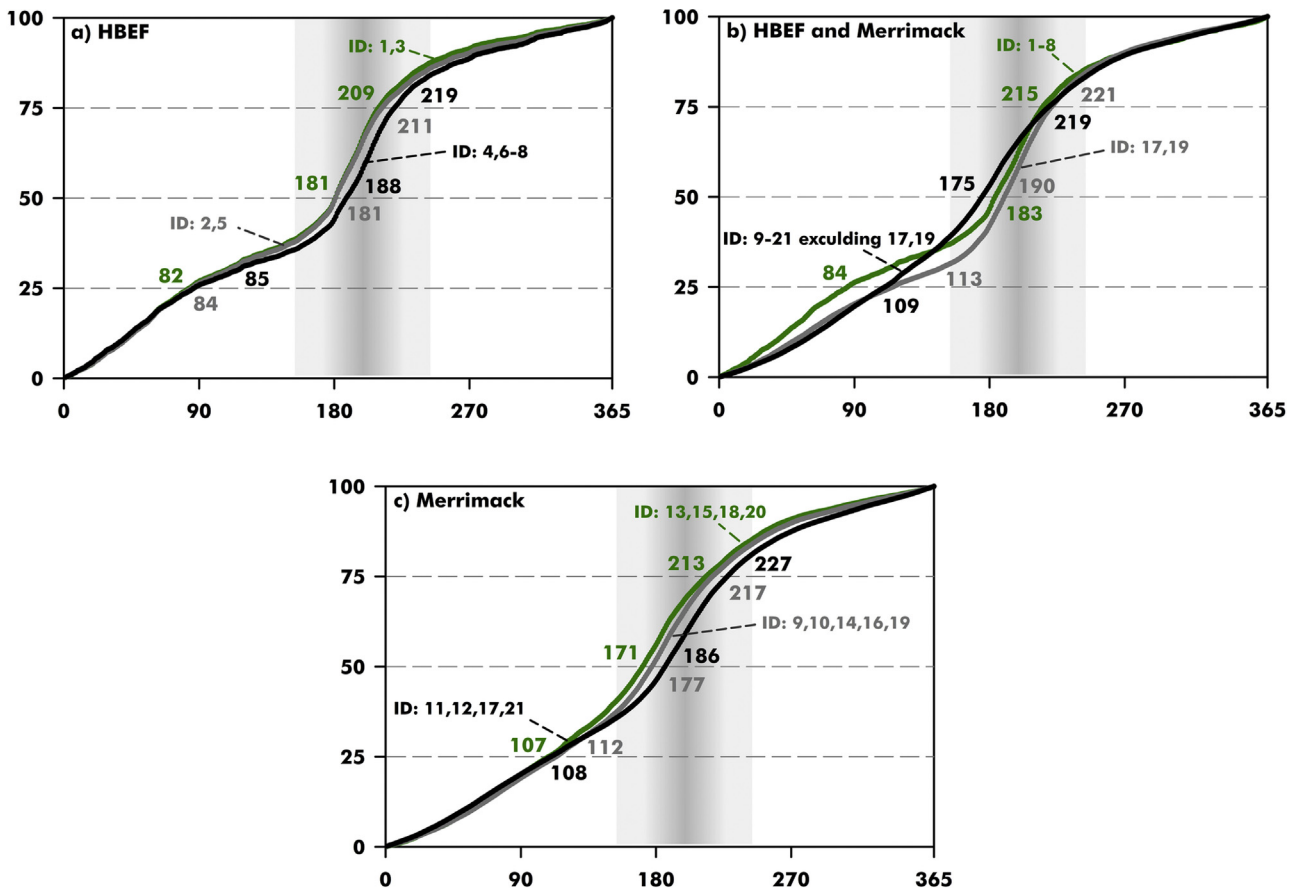 a) HBEF
100
75
50
25
0
0 90 180 270 365
ID: 1,3
209
219
211
ID: 4,6-8
181
188
181
ID: 2,5
82
85
84
b) HBEF and Merrimack
100
75
50
25
0
0 90 180 270 365
ID: 1-8
215
221
219
ID: 17,19
175
190
183
ID: 9-21 exculding 17,19
84
113
109
c) Merrimack
100
75
50
25
0
0 90 180 270 365
ID: 13,15,18,20
213
227
217
ID: 9,10,14,16,19
171
186
177
ID: 11,12,17,21
107
112
108